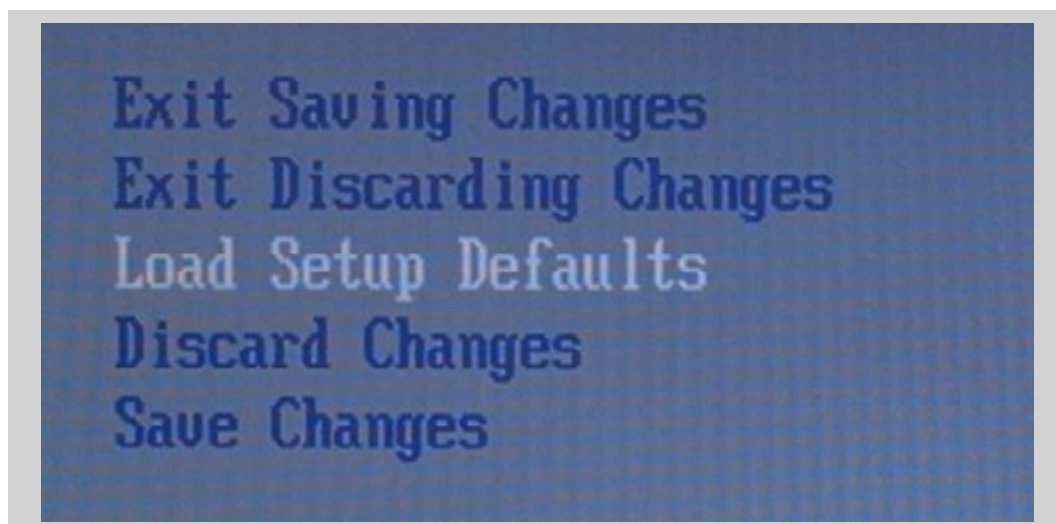 Exit Saving Changes
Exit Discarding Changes
Load Setup Defaults
Discard Changes
Save Changes